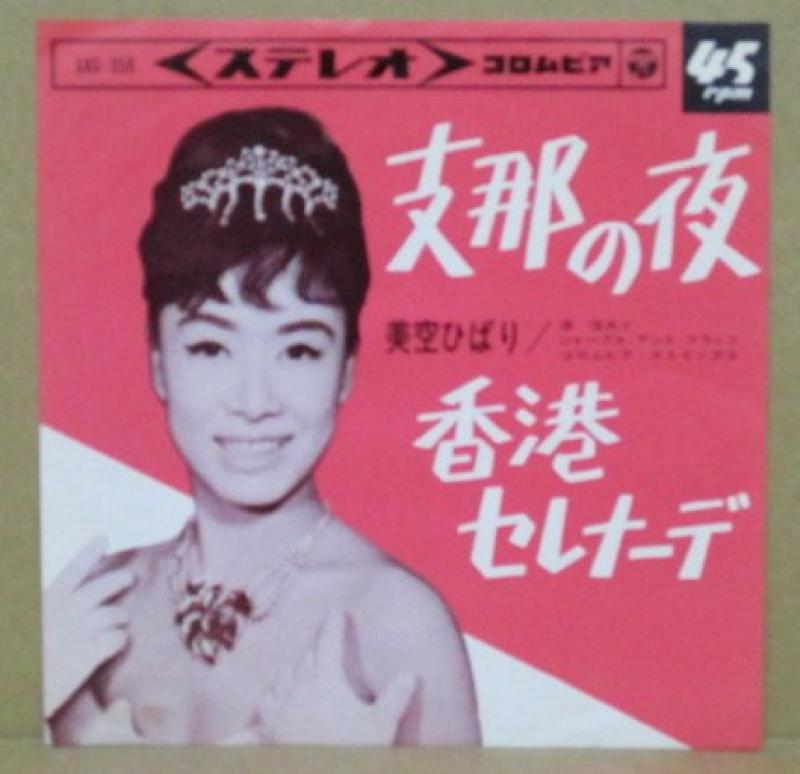 ステレオ コロムビア
45
rpm
支那の夜
美空ひばり／
香港
セレナーデ